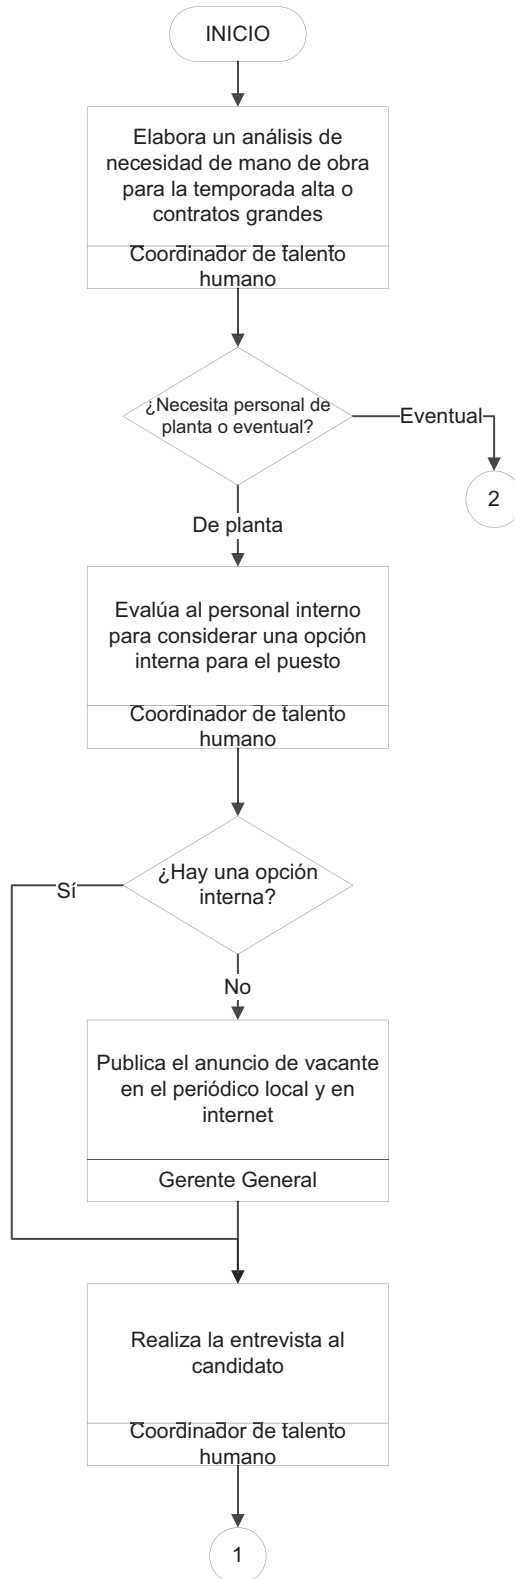 INICIO
Elabora un análisis de
necesidad de mano de obra
para la temporada alta o
contratos grandes
Coordinador de talento
humano
¿Necesita personal de
planta o eventual?
Eventual
2
De planta
Evalúa al personal interno
para considerar una opción
interna para el puesto
Coordinador de talento
humano
¿Hay una opción
interna?
Sí
No
Publica el anuncio de vacante
en el periódico local y en
internet
Gerente General
Realiza la entrevista al
candidato
Coordinador de talento
humano
1